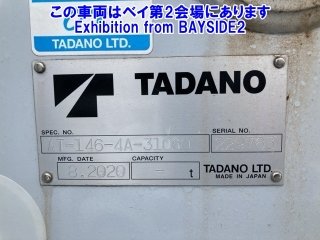 この車両はベイ第2会場にあります
Exhibition from BAYSIDE2
TADANO LTD.
TADANO
SPEC. NO.
SERIAL NO.
MFG. DATE
CAPACITY
8.2020
- t
TADANO LTD.
MADE IN JAPAN